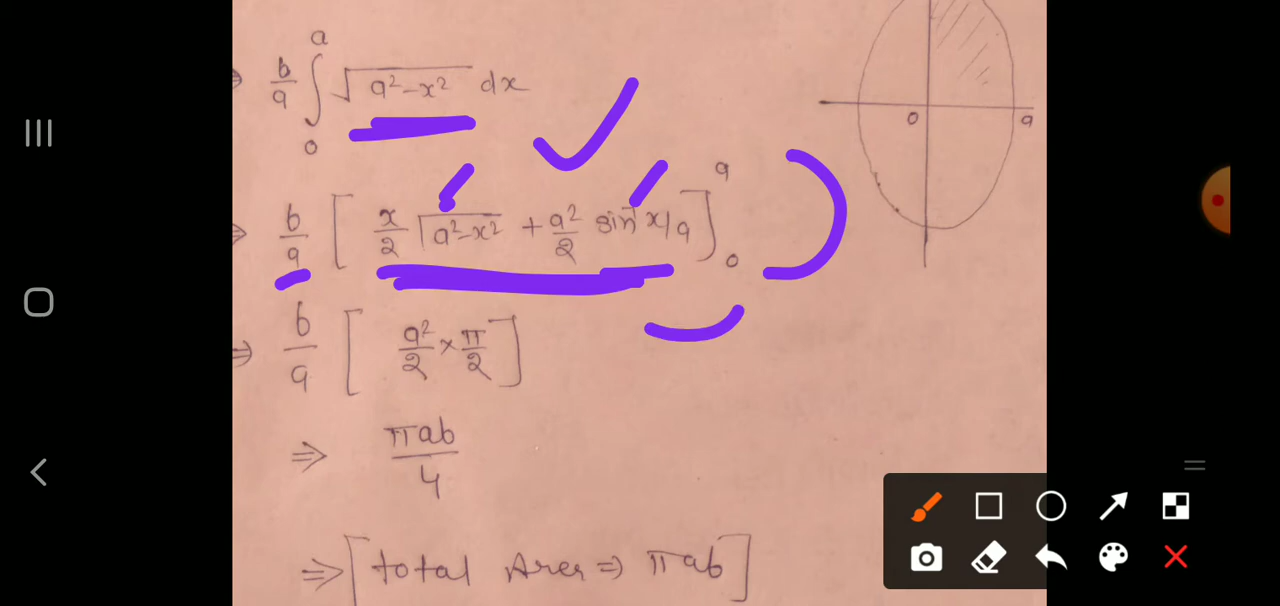 ⇒ b/a ∫₀ᵃ √(a²-x²) dx
⇒ b/a [ x/2 √(a²-x²) + a²/2 sin⁻¹ x/a ]₀ᵃ
⇒ b/a [ a²/2 × π/2 ]
⇒ πab/4
⇒ [total Area ⇒ πab]
0 a